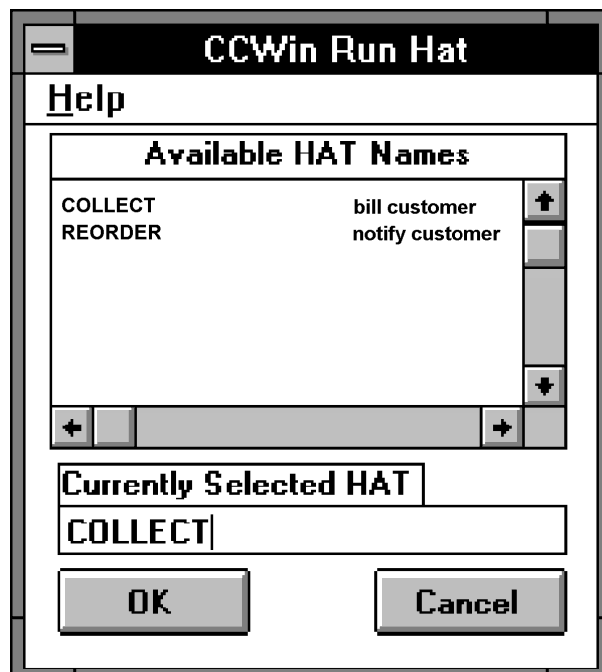 CCWin Run Hat
Help
Available HAT Names
COLLECT bill customer
REORDER notify customer
Currently Selected HAT
COLLECT
OK Cancel